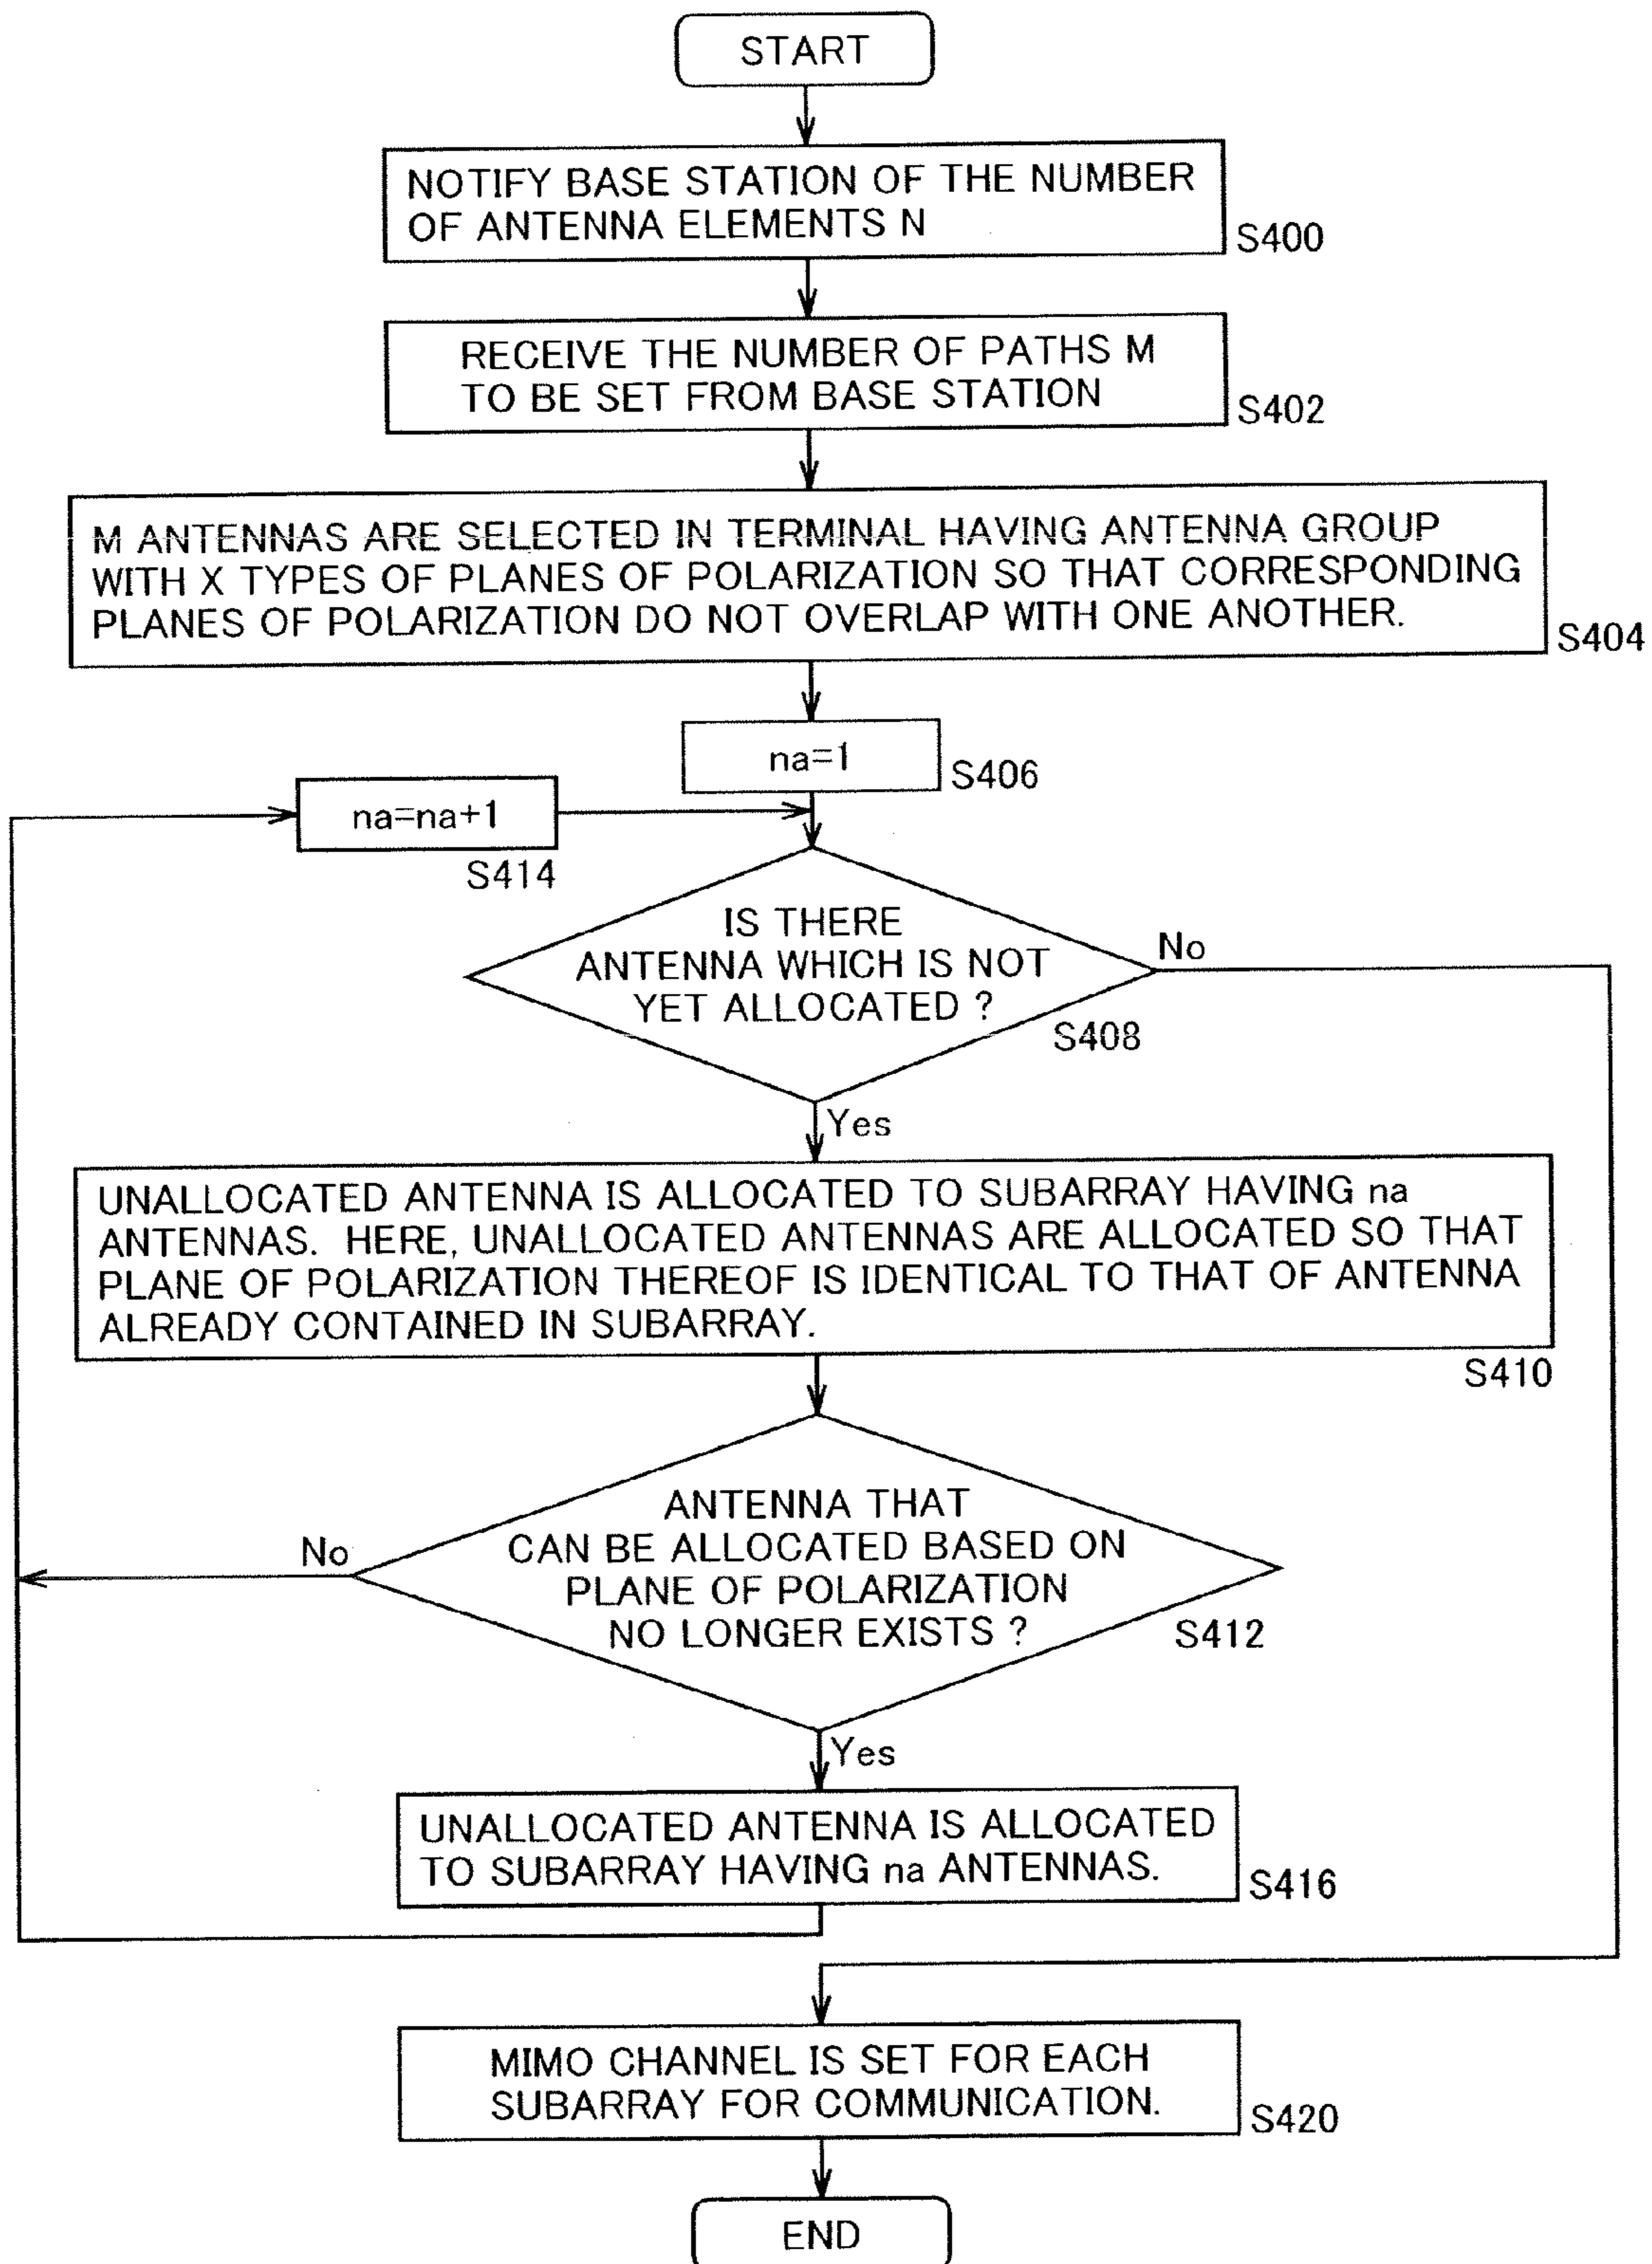 START
NOTIFY BASE STATION OF THE NUMBER
OF ANTENNA ELEMENTS N
S400
RECEIVE THE NUMBER OF PATHS M
TO BE SET FROM BASE STATION
S402
M ANTENNAS ARE SELECTED IN TERMINAL HAVING ANTENNA GROUP
WITH X TYPES OF PLANES OF POLARIZATION SO THAT CORRESPONDING
PLANES OF POLARIZATION DO NOT OVERLAP WITH ONE ANOTHER.
S404
na=1
S406
na=na+1
S414
IS THERE
ANTENNA WHICH IS NOT
YET ALLOCATED ?
No
S408
Yes
UNALLOCATED ANTENNA IS ALLOCATED TO SUBARRAY HAVING na
ANTENNAS. HERE, UNALLOCATED ANTENNAS ARE ALLOCATED SO THAT
PLANE OF POLARIZATION THEREOF IS IDENTICAL TO THAT OF ANTENNA
ALREADY CONTAINED IN SUBARRAY.
S410
ANTENNA THAT
CAN BE ALLOCATED BASED ON
PLANE OF POLARIZATION
NO LONGER EXISTS ?
No
S412
Yes
UNALLOCATED ANTENNA IS ALLOCATED
TO SUBARRAY HAVING na ANTENNAS.
S416
MIMO CHANNEL IS SET FOR EACH
SUBARRAY FOR COMMUNICATION.
S420
END